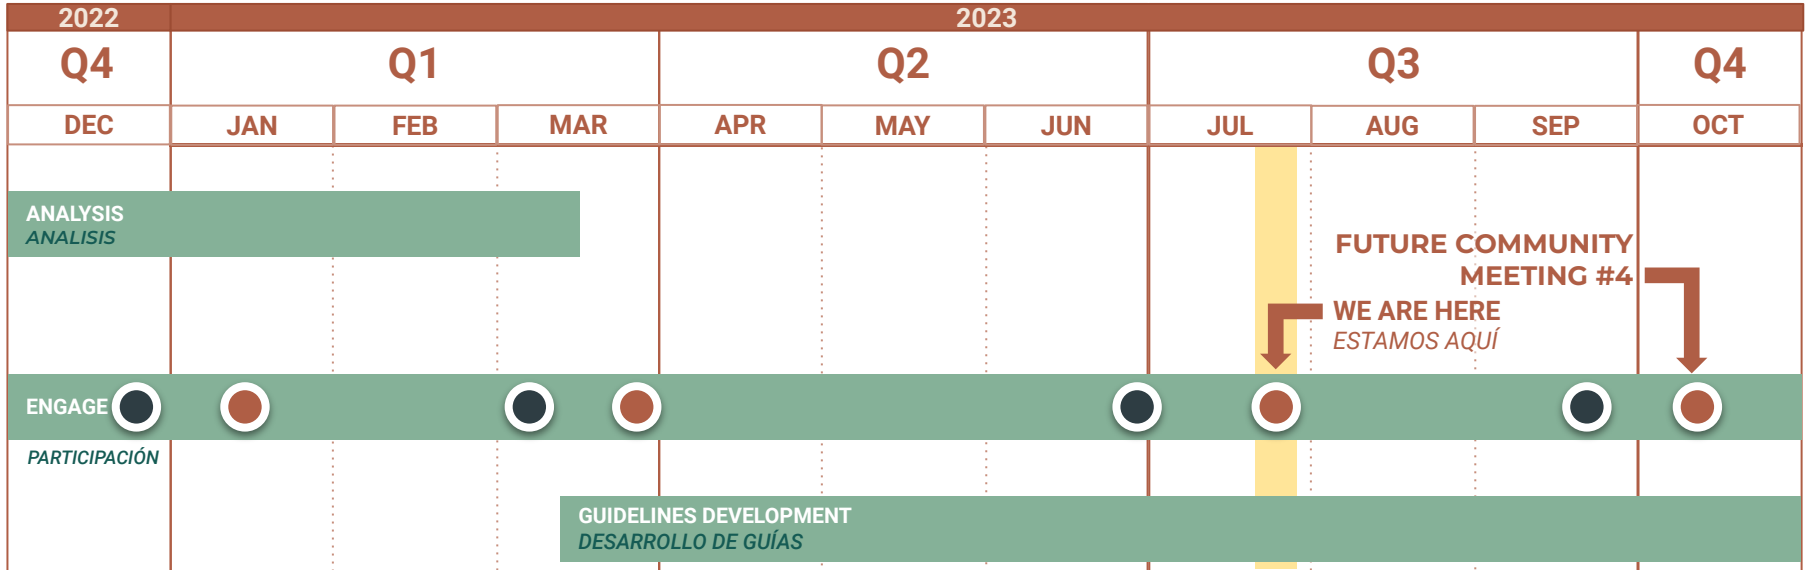 2022 2023
Q4 Q1 Q2 Q3 Q4
DEC JAN FEB MAR APR MAY JUN JUL AUG SEP OCT
ANALYSIS
ANALISIS
FUTURE COMMUNITY
MEETING #4
WE ARE HERE
ESTAMOS AQUÍ
ENGAGE
PARTICIPACIÓN
GUIDELINES DEVELOPMENT
DESARROLLO DE GUÍAS